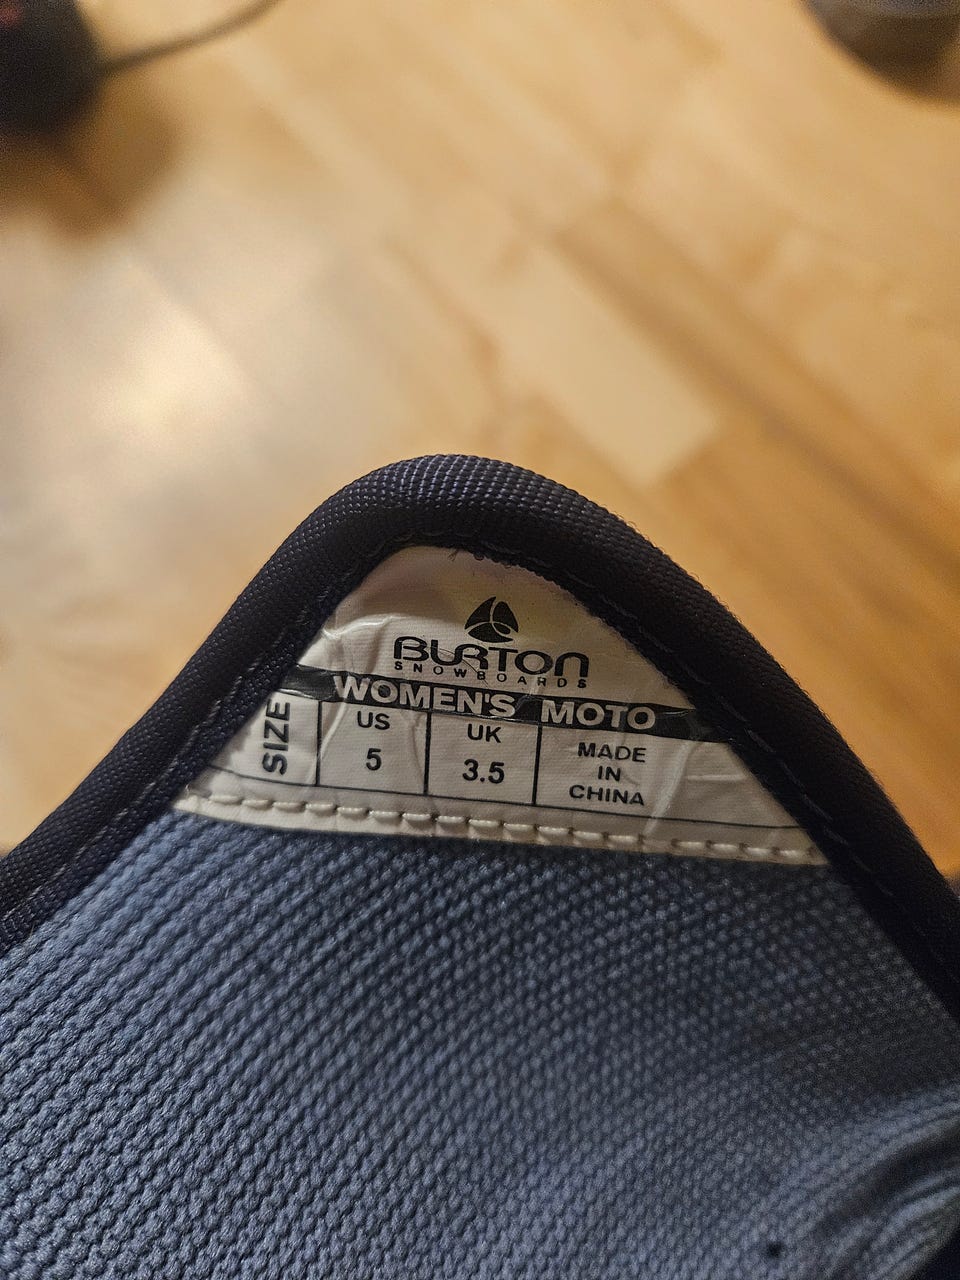 BURTON
SNOWBOARDS
WOMEN'S MOTO
SIZE
US
5
UK
3.5
MADE
IN
CHINA